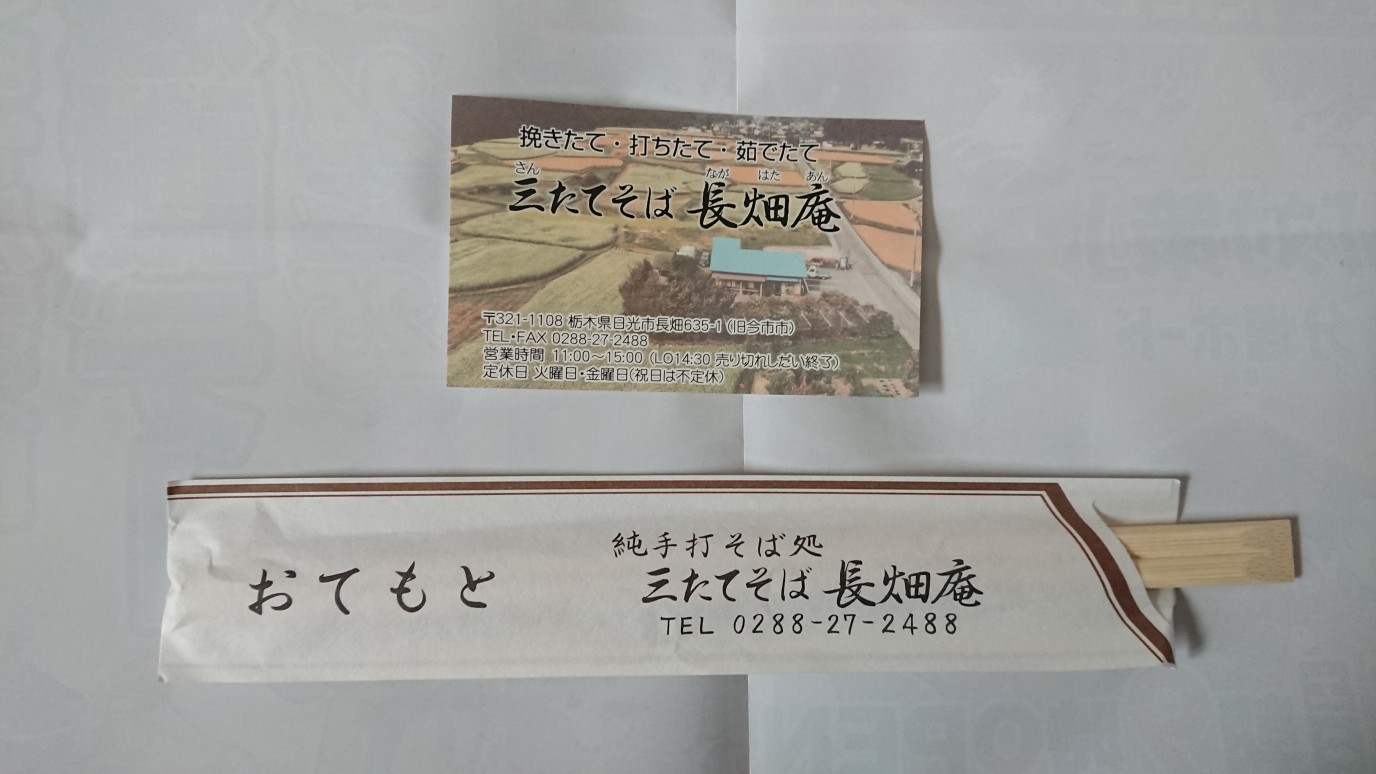 挽きたて・打ちたて・茹でたて
さん なが はた あん
三たてそば 長畑庵
〒321-1108 栃木県日光市長畑635-1 (旧今市市)
TEL・FAX 0288-27-2488
営業時間 11:00〜15:00 (LO14:30 売り切れしだい終了)
定休日 火曜日・金曜日(祝日は不定休)
おてもと
純手打そば処
三たてそば 長畑庵
TEL 0288-27-2488